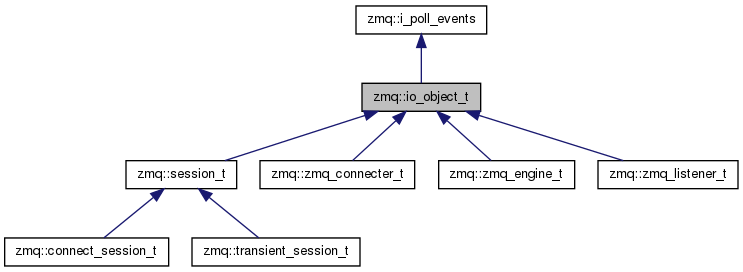 zmq::i_poll_events
zmq::io_object_t
zmq::session_t
zmq::zmq_connecter_t
zmq::zmq_engine_t
zmq::zmq_listener_t
zmq::connect_session_t
zmq::transient_session_t